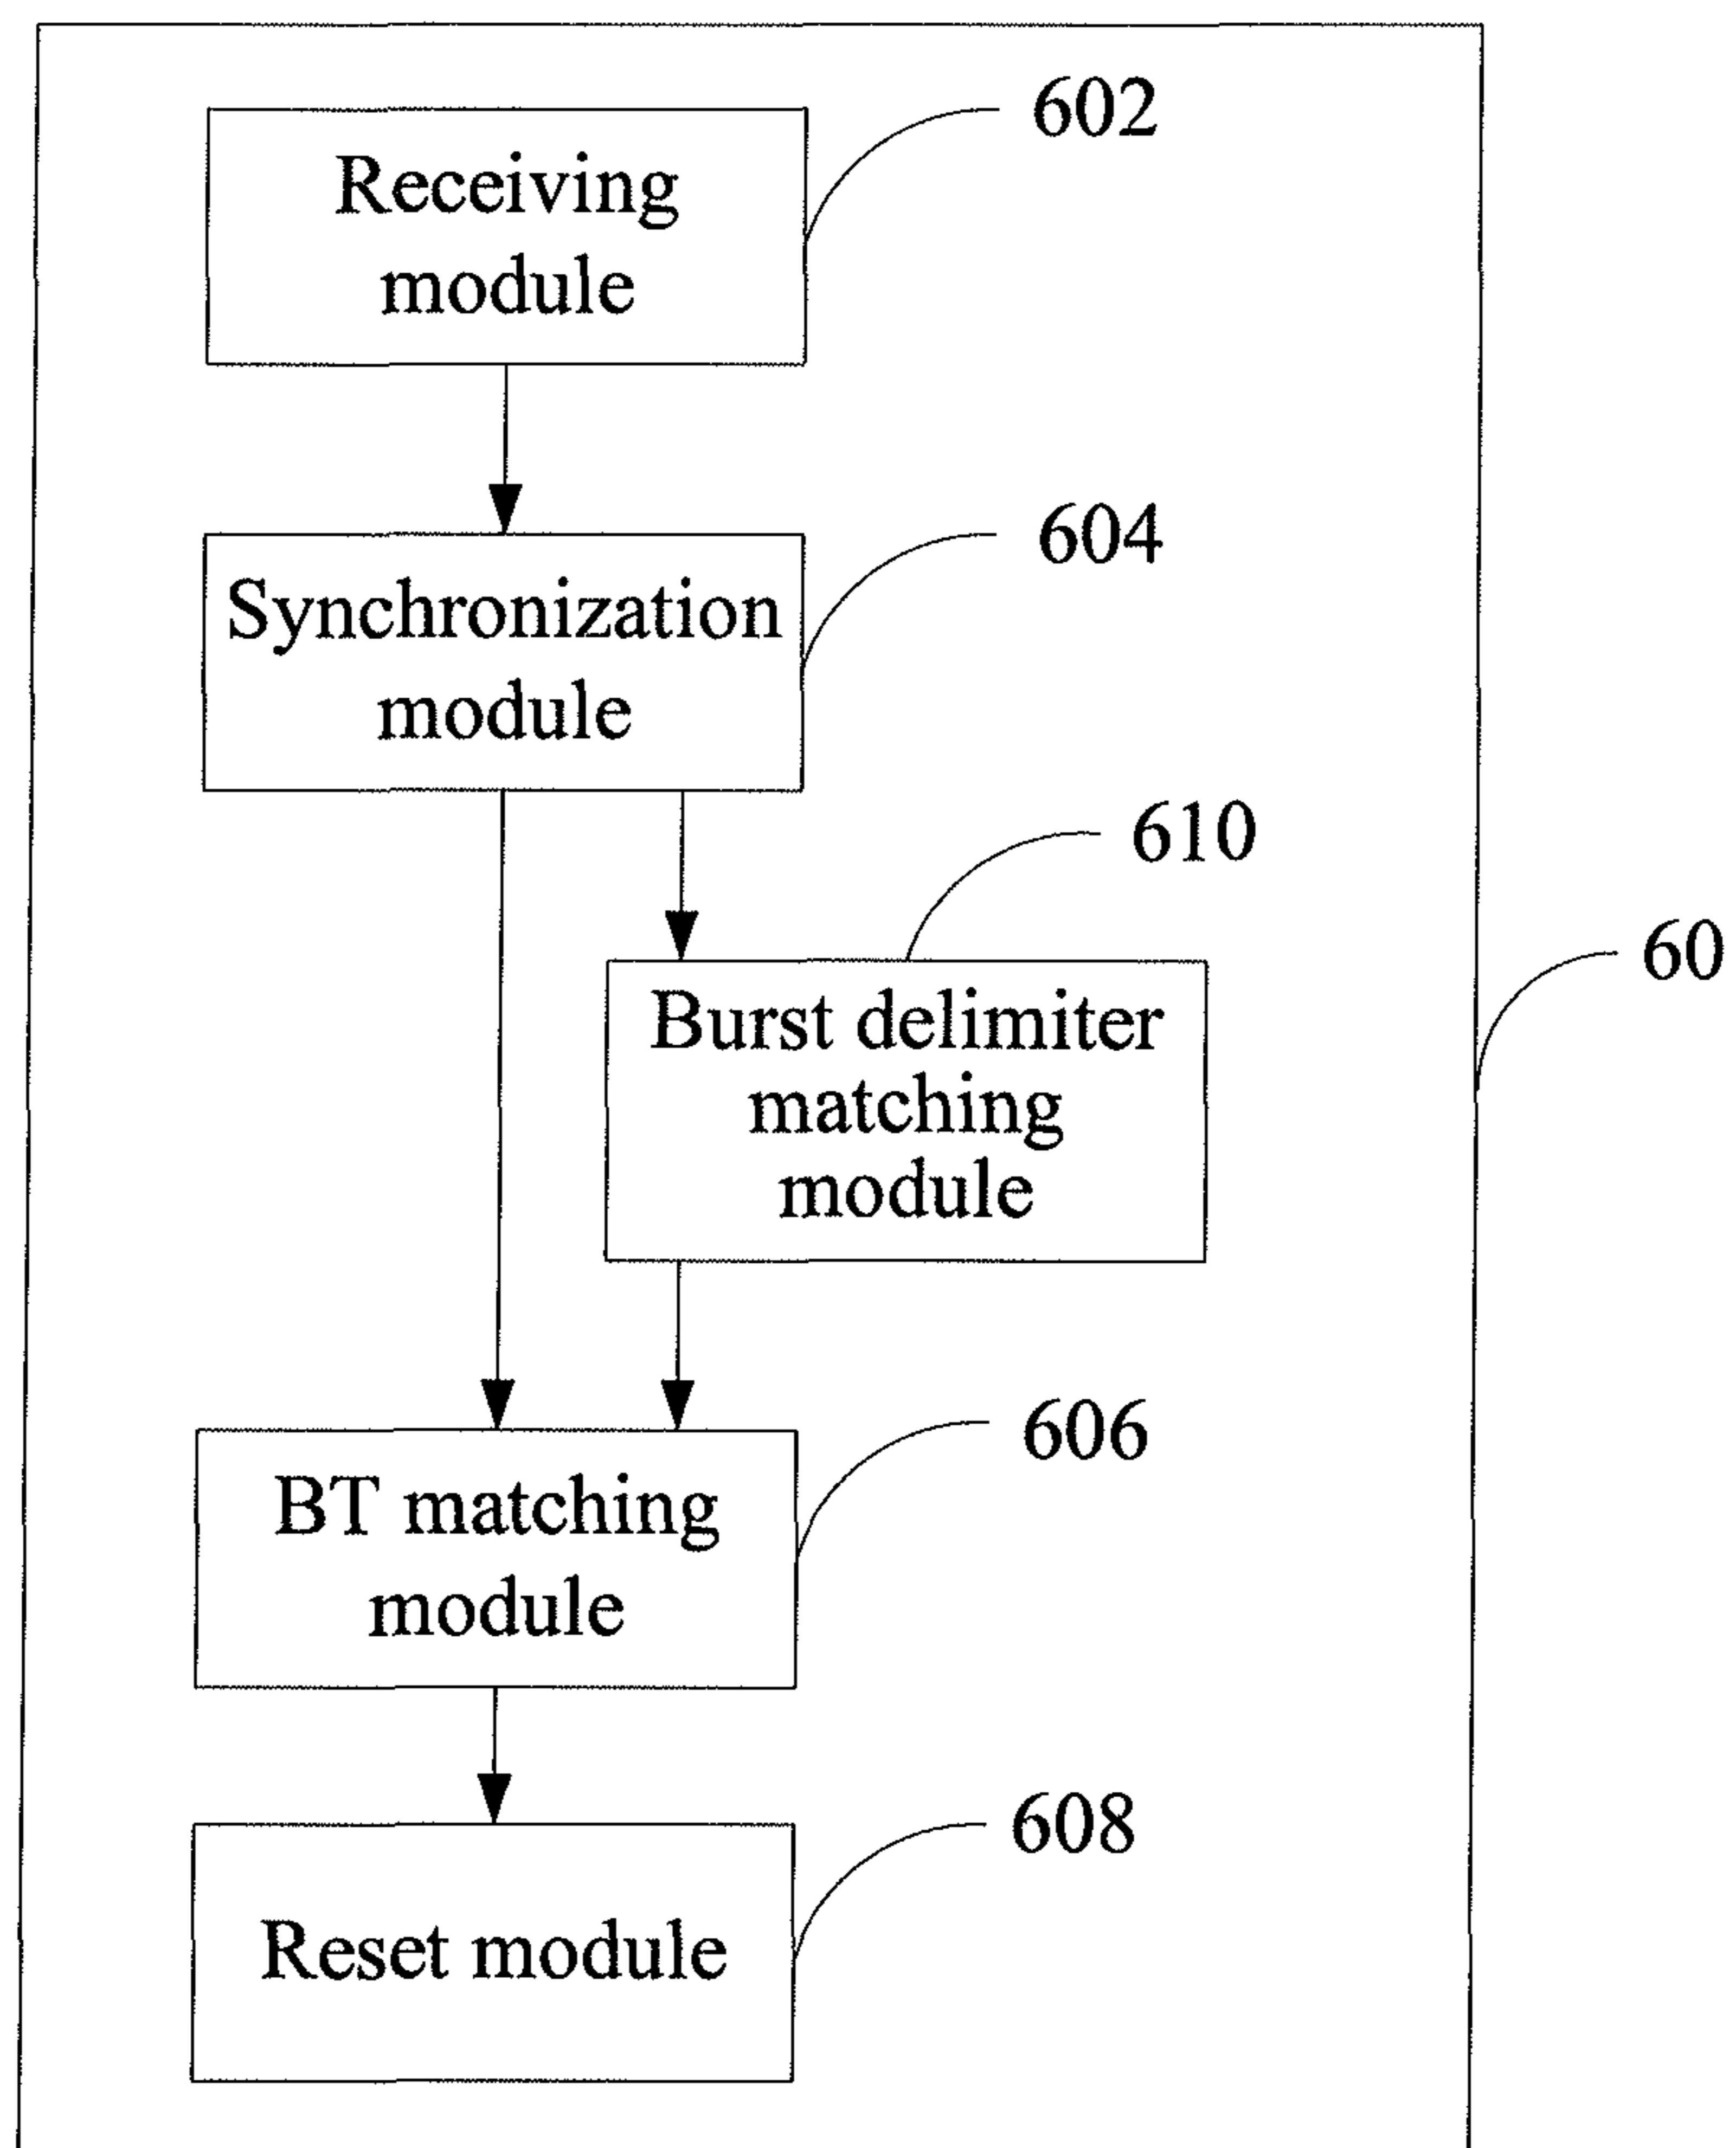 602
Receiving
module
604
Synchronization
module
610
60
Burst delimiter
matching
module
606
BT matching
module
608
Reset module